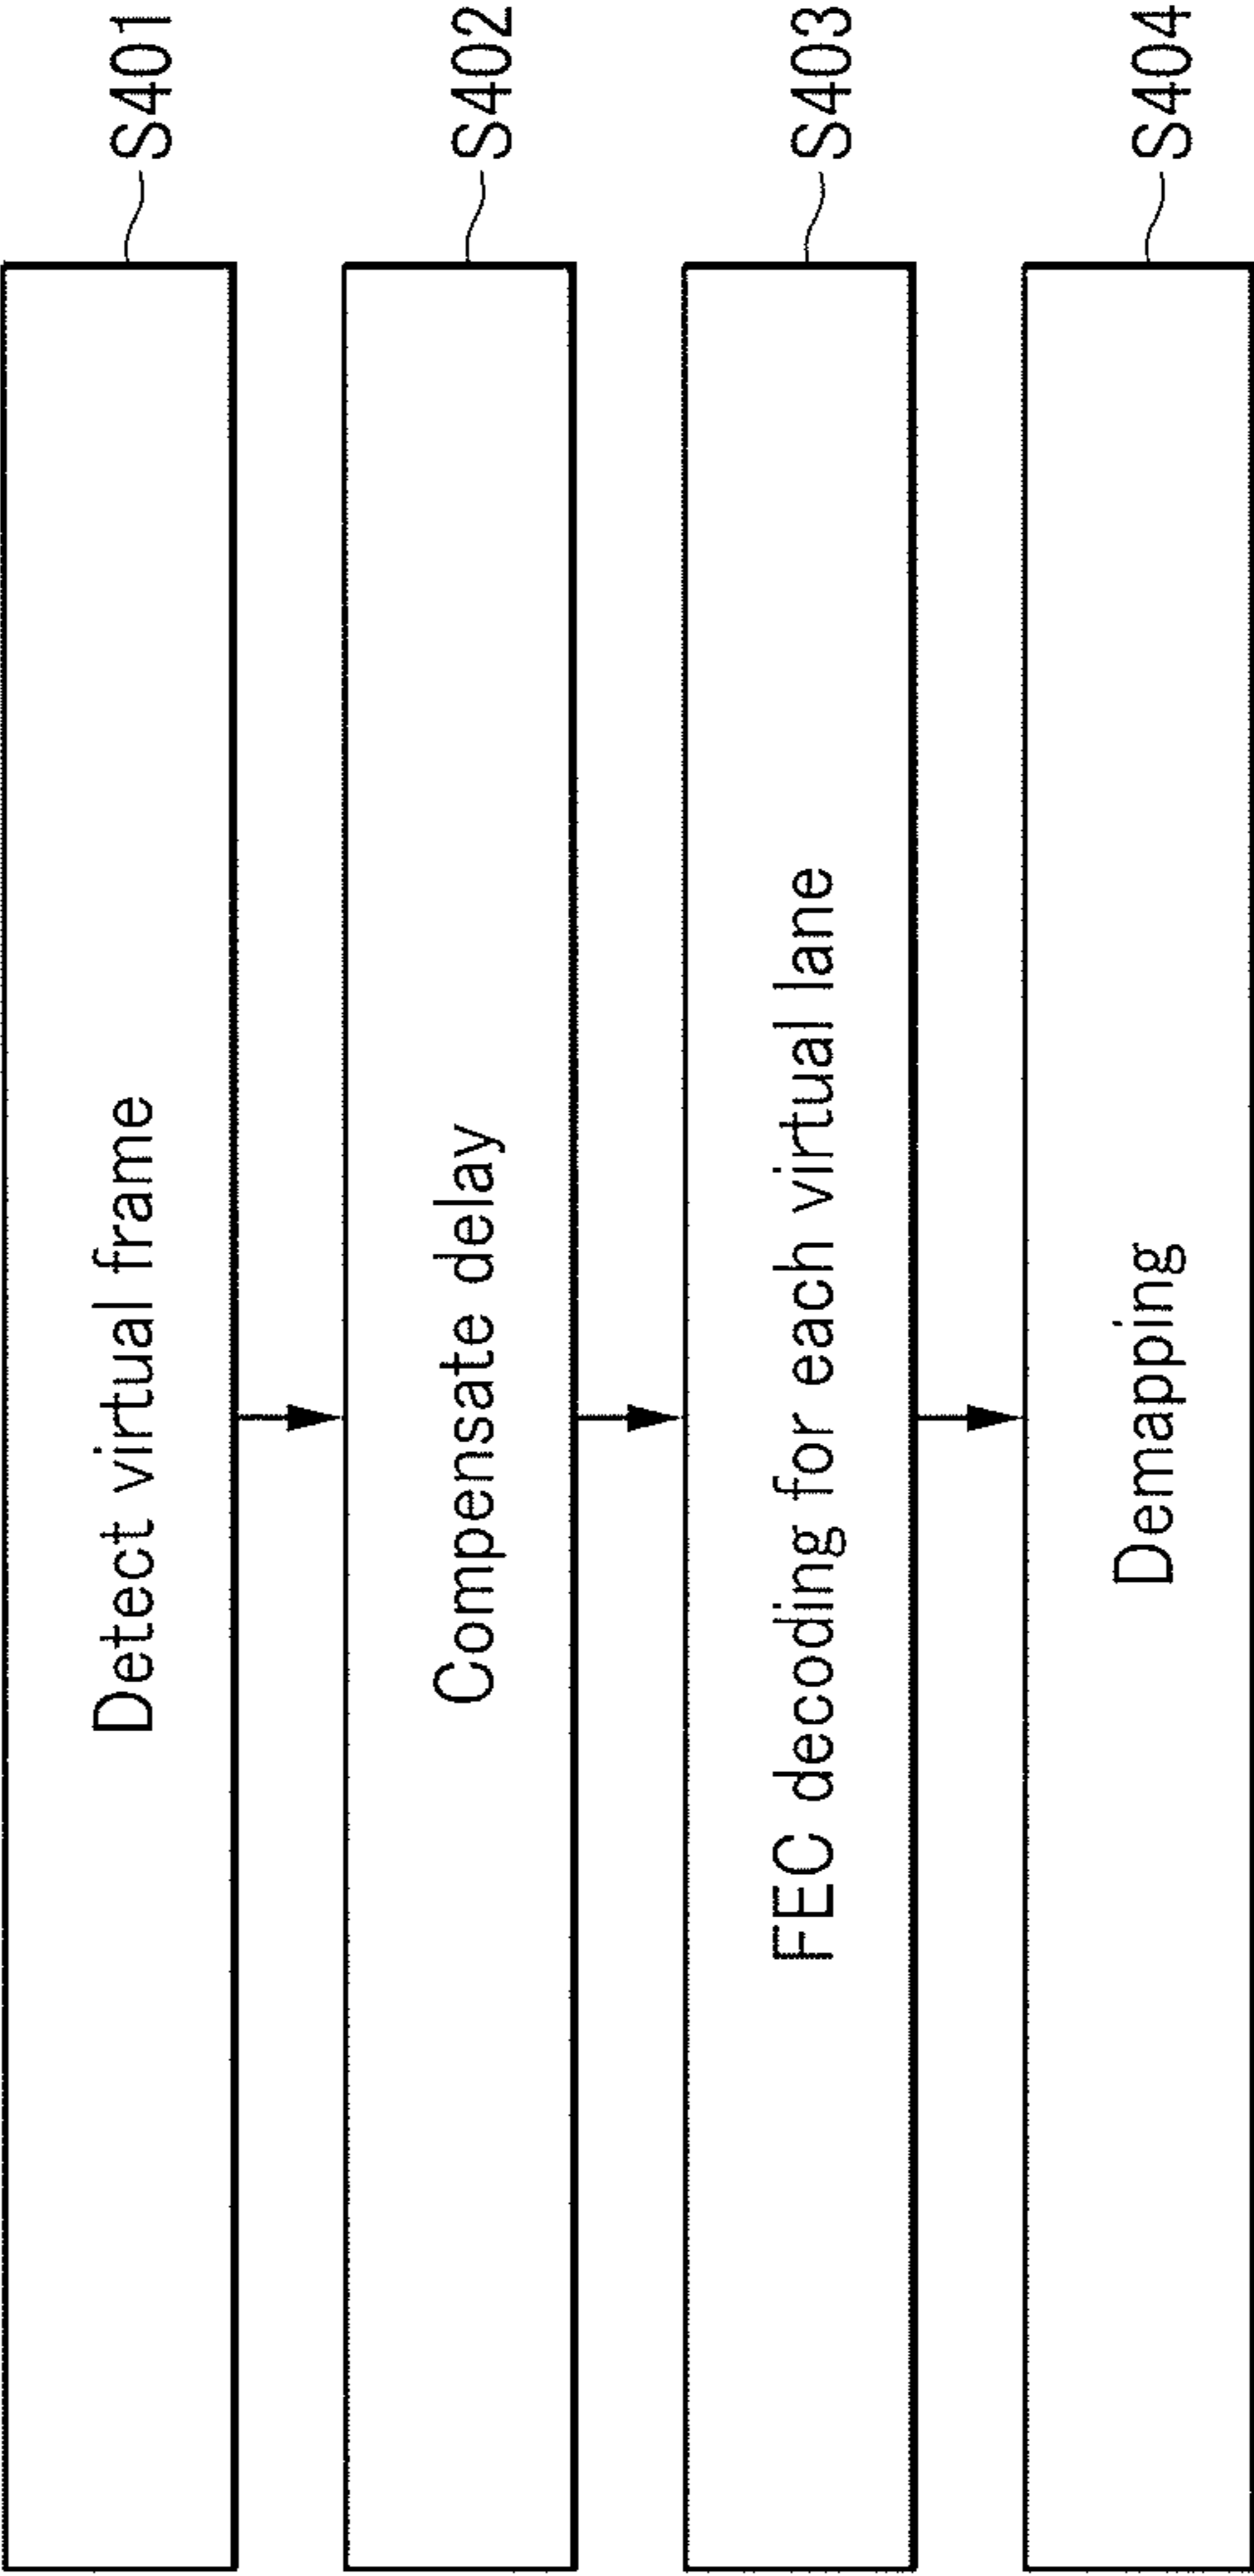 Detect virtual frame
S401
Compensate delay
S402
FEC decoding for each virtual lane
S403
Demapping
S404